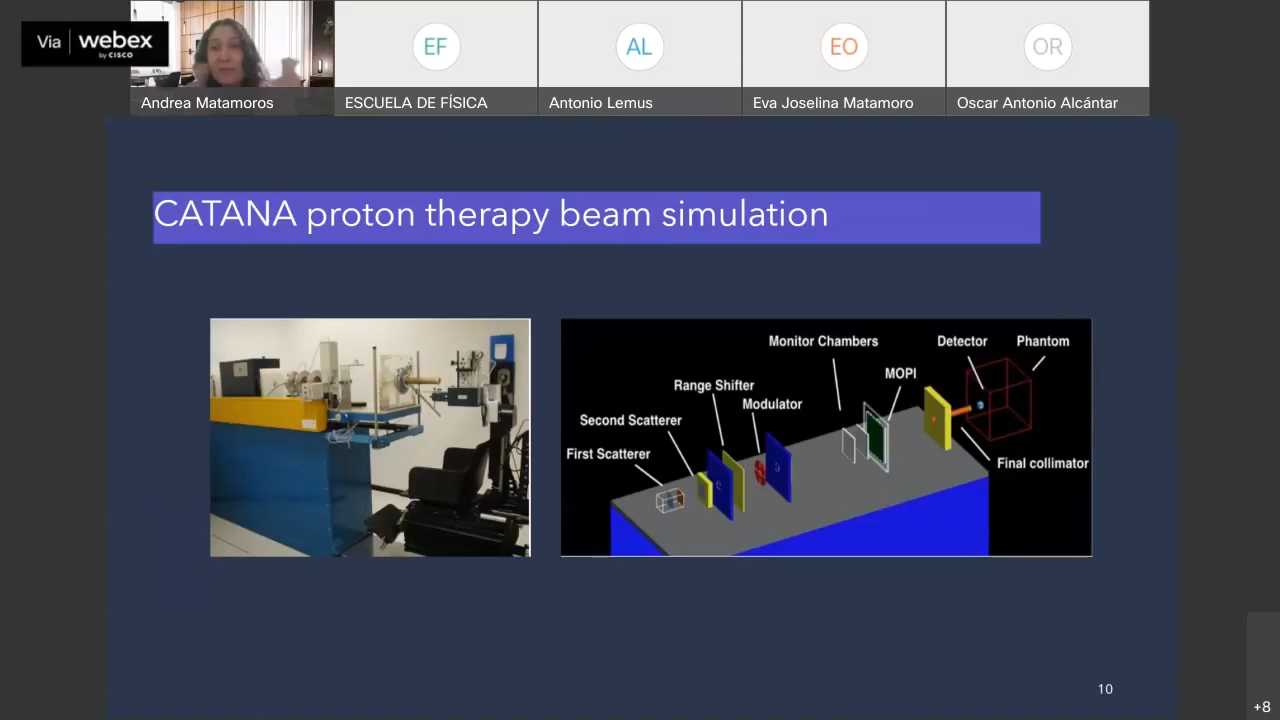 Via webex
by CISCO
EF
AL
EO
OR
Andrea Matamoros
ESCUELA DE FÍSICA
Antonio Lemus
Eva Joselina Matamoro
Oscar Antonio Alcántar
CATANA proton therapy beam simulation
Monitor Chambers
Detector
Phantom
MOPI
Range Shifter
Modulator
Second Scatterer
First Scatterer
Final collimator
10
+8